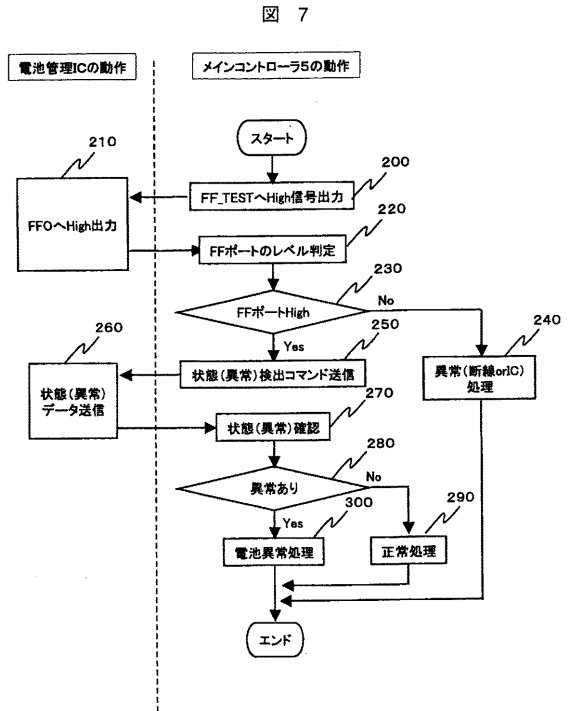 図 7
電池管理ICの動作
メインコントローラ5の動作
スタート
200
FF_TESTへHigh信号出力
210
FFOへHigh出力
220
FFポートのレベル判定
230
FFポートHigh
No
Yes
240
異常(断線orIC)
処理
250
状態(異常)検出コマンド送信
260
状態(異常)
データ送信
270
状態(異常)確認
280
異常あり
No
Yes
290
正常処理
300
電池異常処理
エンド